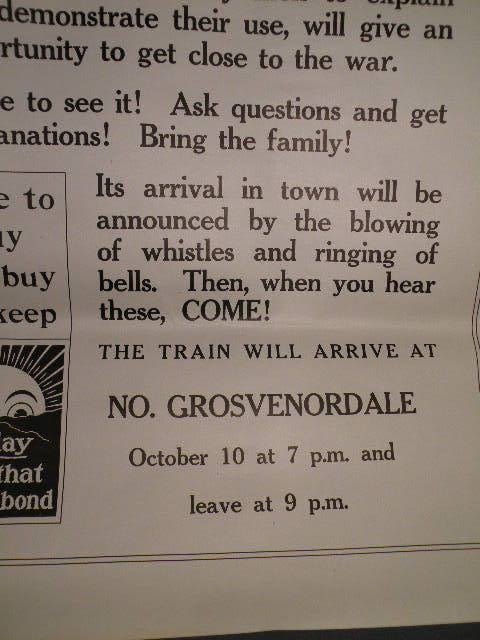 demonstrate their use, will give an
rtunity to get close to the war.
e to see it! Ask questions and get
anations! Bring the family!
e to
buy
keep
ay
that
bond
Its arrival in town will be
announced by the blowing
of whistles and ringing of
bells. Then, when you hear
these, COME!
THE TRAIN WILL ARRIVE AT
NO. GROSVENORDALE
October 10 at 7 p.m. and
leave at 9 p.m.